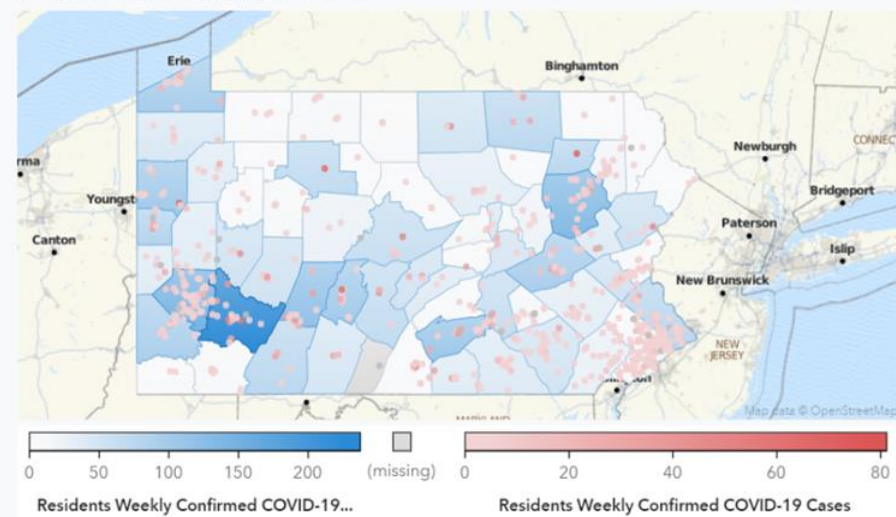 Erie
Binghamton
Newburgh
CONNEC
rma
Youngst
Bridgeport
Canton
Paterson
Islip
New Brunswick
NEW
JERSEY
Map data © OpenStreetMap
0 50 100 150 200 (missing) 0 20 40 60 80
Residents Weekly Confirmed COVID-19... Residents Weekly Confirmed COVID-19 Cases